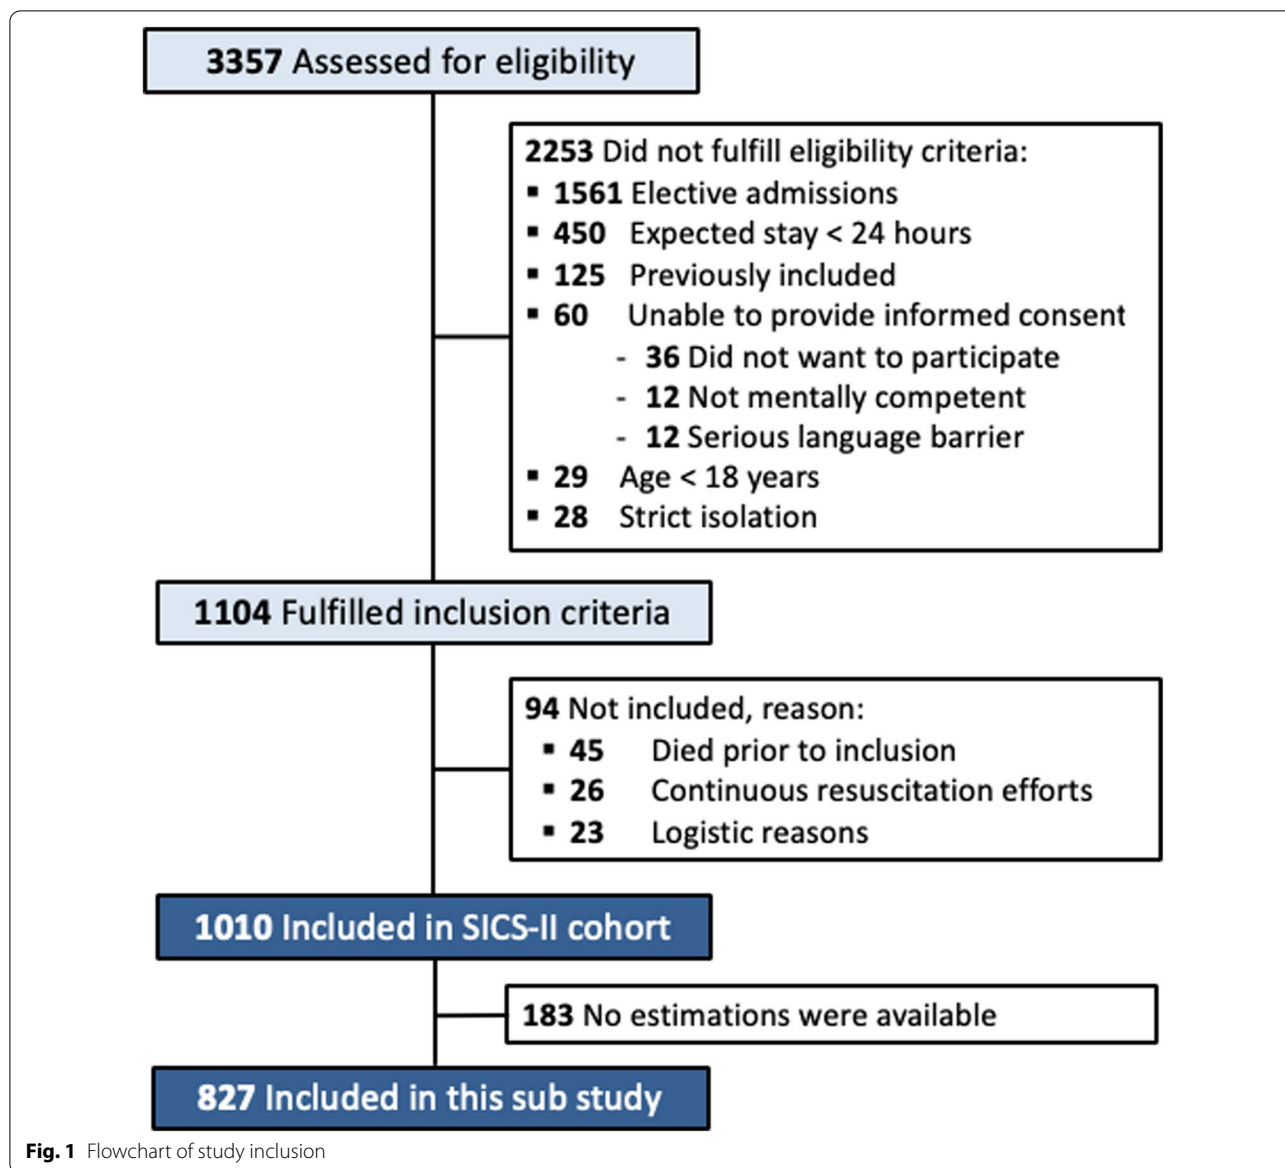 3357 Assessed for eligibility
2253 Did not fulfill eligibility criteria:
▪ 1561 Elective admissions
▪ 450 Expected stay < 24 hours
▪ 125 Previously included
▪ 60 Unable to provide informed consent
- 36 Did not want to participate
- 12 Not mentally competent
- 12 Serious language barrier
▪ 29 Age < 18 years
▪ 28 Strict isolation
1104 Fulfilled inclusion criteria
94 Not included, reason:
▪ 45 Died prior to inclusion
▪ 26 Continuous resuscitation efforts
▪ 23 Logistic reasons
1010 Included in SICS-II cohort
183 No estimations were available
827 Included in this sub study
Fig. 1 Flowchart of study inclusion